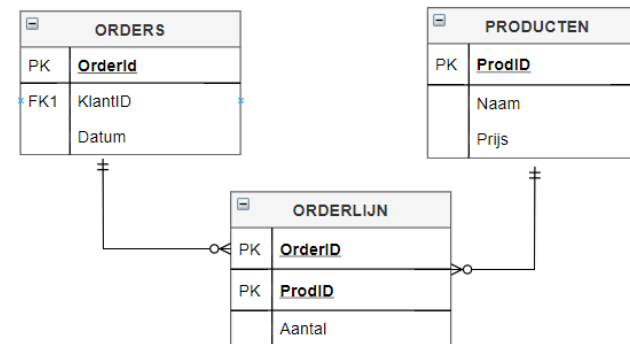 ORDERS
PK OrderId
FK1 KlantID
Datum
PRODUCTEN
PK ProdID
Naam
Prijs
ORDERLIJN
PK OrderID
PK ProdID
Aantal